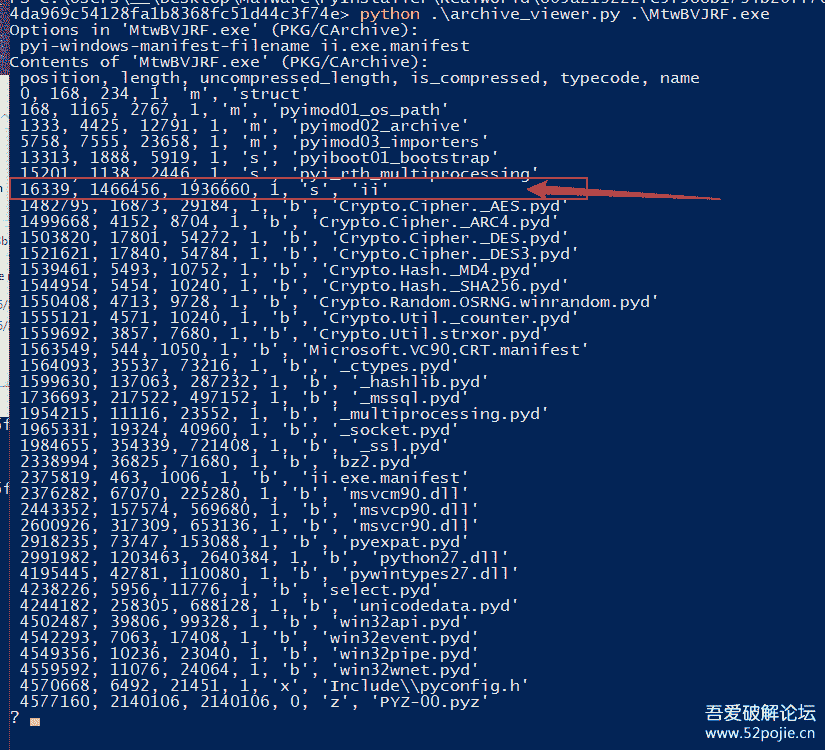 4da969c54128fa1b8368fc51d44c3f74e> python .\archive_viewer.py .\MtwBVJRF.exe
Options in 'MtwBVJRF.exe' (PKG/CArchive):
pyi-windows-manifest-filename ii.exe.manifest
Contents of 'MtwBVJRF.exe' (PKG/CArchive):
position, length, uncompressed_length, is_compressed, typecode, name
0, 168, 234, 1, 'm', 'struct'
168, 1165, 2767, 1, 'm', 'pyimod01_os_path'
1333, 4425, 12791, 1, 'm', 'pyimod02_archive'
5758, 7555, 23658, 1, 'm', 'pyimod03_importers'
13313, 1888, 5919, 1, 's', 'pyiboot01_bootstrap'
15201, 1138, 2446, 1, 's', 'pyi_rth_multiprocessing'
16339, 1466456, 1936660, 1, 's', 'ii'
1482795, 16873, 29184, 1, 'b', 'Crypto.Cipher._AES.pyd'
1499668, 4152, 8704, 1, 'b', 'Crypto.Cipher._ARC4.pyd'
1503820, 17801, 54272, 1, 'b', 'Crypto.Cipher._DES.pyd'
1521621, 17840, 54784, 1, 'b', 'Crypto.Cipher._DES3.pyd'
1539461, 5493, 10752, 1, 'b', 'Crypto.Hash._MD4.pyd'
1544954, 5454, 10240, 1, 'b', 'Crypto.Hash._SHA256.pyd'
1550408, 4713, 9728, 1, 'b', 'Crypto.Random.OSRNG.winrandom.pyd'
1555121, 4571, 10240, 1, 'b', 'Crypto.Util._counter.pyd'
1559692, 3857, 7680, 1, 'b', 'Crypto.Util.strxor.pyd'
1563549, 544, 1050, 1, 'b', 'Microsoft.VC90.CRT.manifest'
1564093, 35537, 73216, 1, 'b', '_ctypes.pyd'
1599630, 137063, 287232, 1, 'b', '_hashlib.pyd'
1736693, 217522, 497152, 1, 'b', '_mssql.pyd'
1954215, 11116, 23552, 1, 'b', '_multiprocessing.pyd'
1965331, 19324, 40960, 1, 'b', '_socket.pyd'
1984655, 354339, 721408, 1, 'b', '_ssl.pyd'
2338994, 36825, 71680, 1, 'b', 'bz2.pyd'
2375819, 463, 1006, 1, 'b', 'ii.exe.manifest'
2376282, 67070, 225280, 1, 'b', 'msvcm90.dll'
2443352, 157574, 569680, 1, 'b', 'msvcp90.dll'
2600926, 317309, 653136, 1, 'b', 'msvcr90.dll'
2918235, 73747, 153088, 1, 'b', 'pyexpat.pyd'
2991982, 1203463, 2640384, 1, 'b', 'python27.dll'
4195445, 42781, 110080, 1, 'b', 'pywintypes27.dll'
4238226, 5956, 11776, 1, 'b', 'select.pyd'
4244182, 258305, 688128, 1, 'b', 'unicodedata.pyd'
4502487, 39806, 99328, 1, 'b', 'win32api.pyd'
4542293, 7063, 17408, 1, 'b', 'win32event.pyd'
4549356, 10236, 23040, 1, 'b', 'win32pipe.pyd'
4559592, 11076, 24064, 1, 'b', 'win32wnet.pyd'
4570668, 6492, 21451, 1, 'x', 'Include\\pyconfig.h'
4577160, 2140106, 2140106, 0, 'z', 'PYZ-00.pyz'
?
吾爱破解论坛
www.52pojie.cn